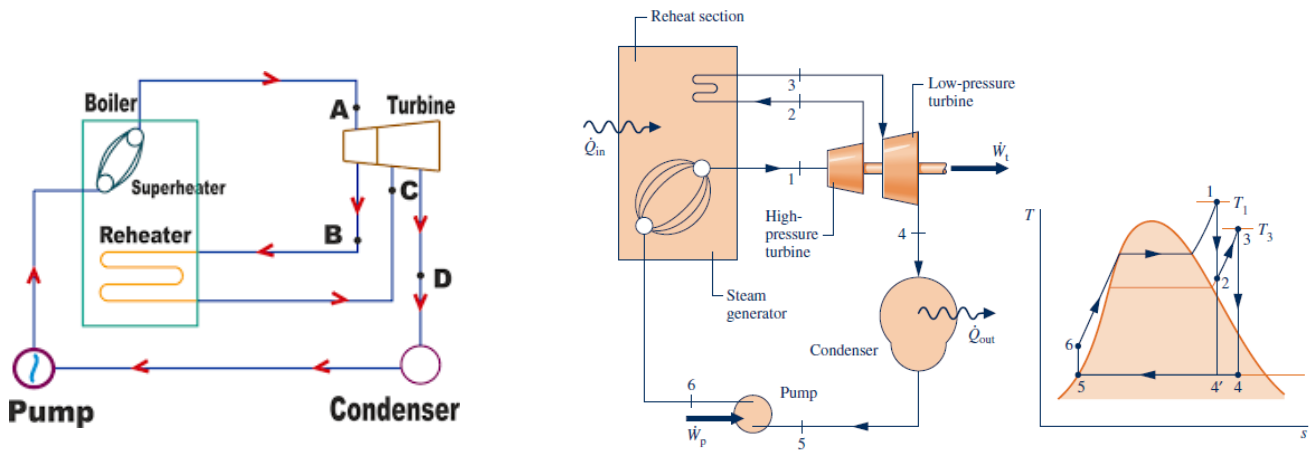 Boiler
A
Turbine
Superheater
C
Reheater
B
D
Pump
Condenser
Reheat section
3
2
Low-pressure
turbine
Q̇in
Ẇt
1
High-
pressure
turbine
4
Steam
generator
Condenser
Q̇out
6
Pump
Ẇp
5
T
1
T1
3
T3
2
6
5
4′
4
s